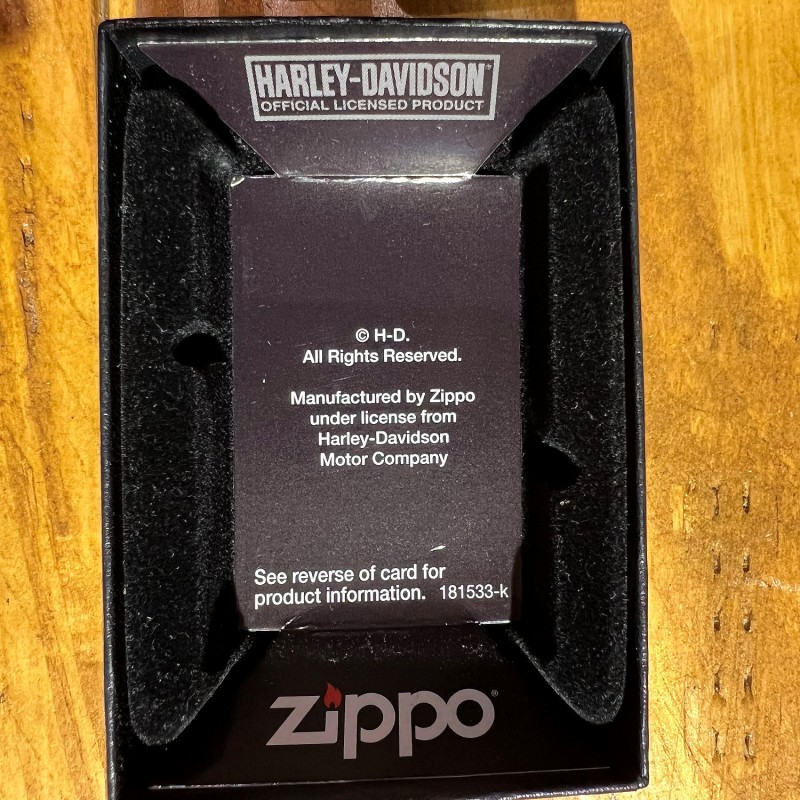 HARLEY-DAVIDSON
OFFICIAL LICENSED PRODUCT
© H-D.
All Rights Reserved.
Manufactured by Zippo
under license from
Harley-Davidson
Motor Company
See reverse of card for
product information. 181533-k
zippo®